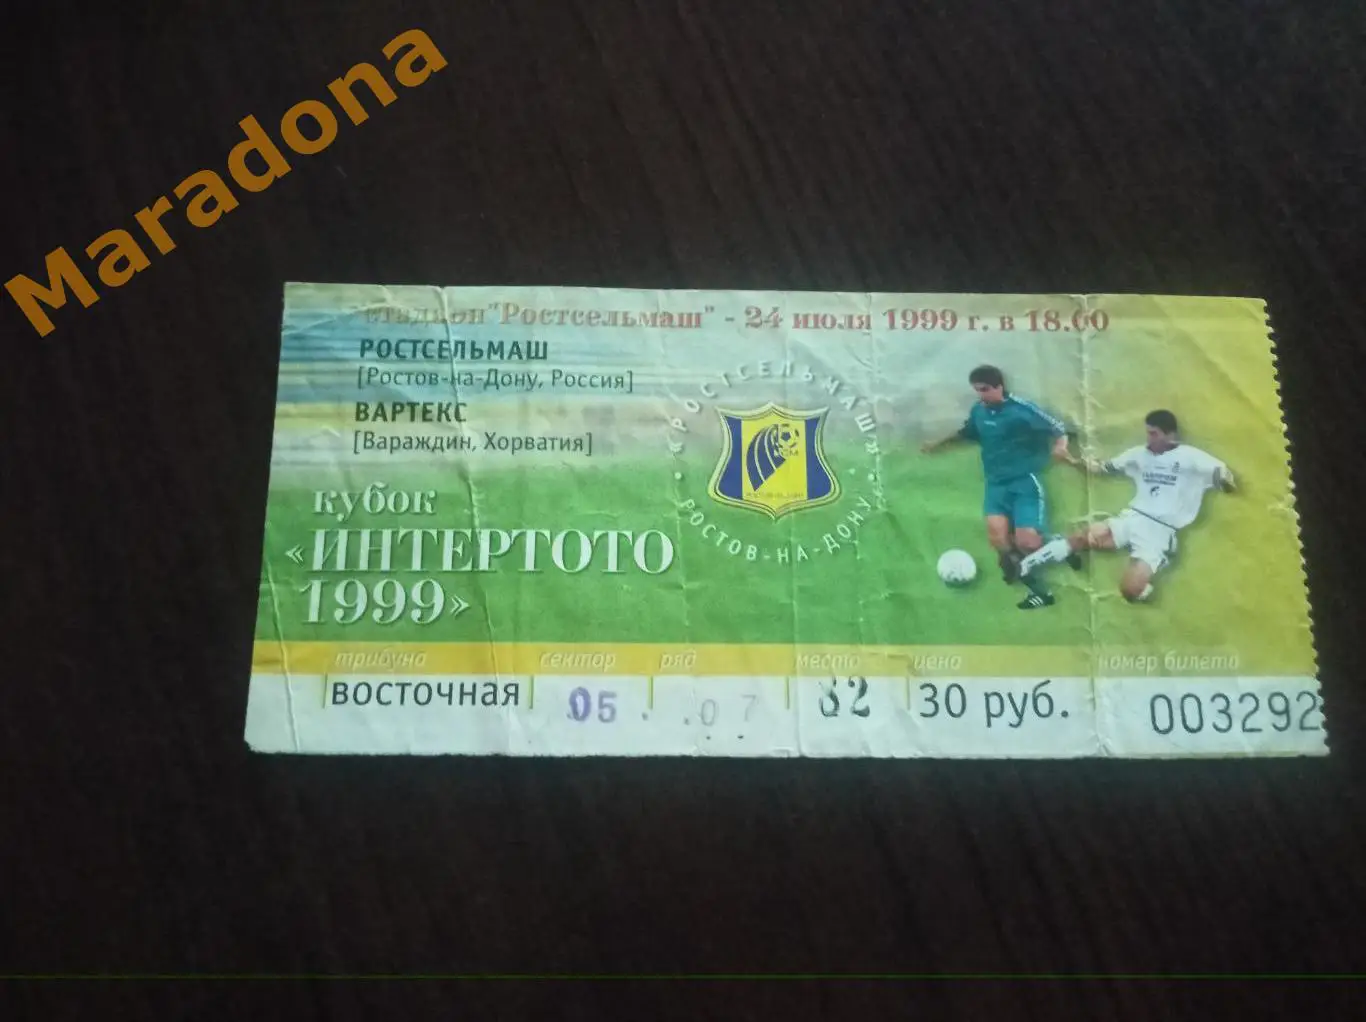 Maradona
стадион "Ростсельмаш" - 24 июля 1999 г. в 18.00
РОСТСЕЛЬМАШ
[Ростов-на-Дону, Россия]
ВАРТЕКС
[Вараждин, Хорватия]
• «РОСТСЕЛЬМАШ» • РОСТОВ-НА-ДОНУ
кубок
«ИНТЕРТОТО
1999»
трибуна сектор ряд место цена номер билета
восточная 05 07 32 30 руб. 003292